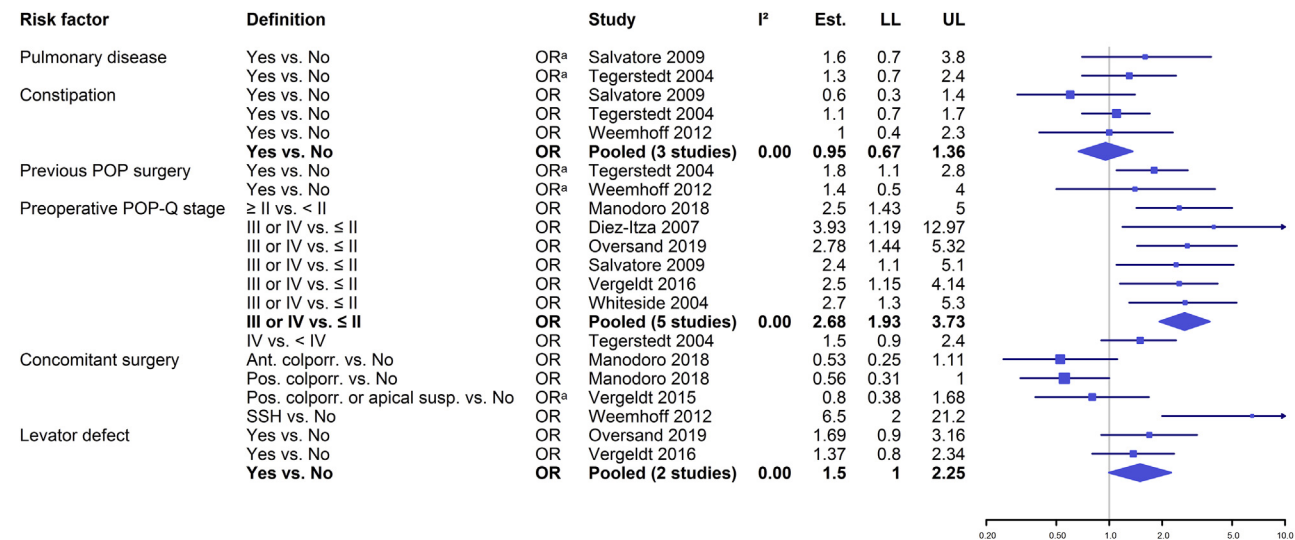 Risk factor Definition Study I² Est. LL UL
Pulmonary disease Yes vs. No ORᵃ Salvatore 2009 1.6 0.7 3.8
Yes vs. No ORᵃ Tegerstedt 2004 1.3 0.7 2.4
Constipation Yes vs. No OR Salvatore 2009 0.6 0.3 1.4
Yes vs. No OR Tegerstedt 2004 1.1 0.7 1.7
Yes vs. No OR Weemhoff 2012 1 0.4 2.3
Yes vs. No OR Pooled (3 studies) 0.00 0.95 0.67 1.36
Previous POP surgery Yes vs. No ORᵃ Tegerstedt 2004 1.8 1.1 2.8
Yes vs. No ORᵃ Weemhoff 2012 1.4 0.5 4
Preoperative POP-Q stage ≥ II vs. < II OR Manodoro 2018 2.5 1.43 5
III or IV vs. ≤ II OR Diez-Itza 2007 3.93 1.19 12.97
III or IV vs. ≤ II OR Oversand 2019 2.78 1.44 5.32
III or IV vs. ≤ II OR Salvatore 2009 2.4 1.1 5.1
III or IV vs. ≤ II OR Vergeldt 2016 2.5 1.15 4.14
III or IV vs. ≤ II OR Whiteside 2004 2.7 1.3 5.3
III or IV vs. ≤ II OR Pooled (5 studies) 0.00 2.68 1.93 3.73
IV vs. < IV OR Tegerstedt 2004 1.5 0.9 2.4
Concomitant surgery Ant. colporr. vs. No OR Manodoro 2018 0.53 0.25 1.11
Pos. colporr. vs. No OR Manodoro 2018 0.56 0.31 1
Pos. colporr. or apical susp. vs. No ORᵃ Vergeldt 2015 0.8 0.38 1.68
SSH vs. No OR Weemhoff 2012 6.5 2 21.2
Levator defect Yes vs. No OR Oversand 2019 1.69 0.9 3.16
Yes vs. No OR Vergeldt 2016 1.37 0.8 2.34
Yes vs. No OR Pooled (2 studies) 0.00 1.5 1 2.25
0.20 0.50 1.0 2.0 5.0 10.0